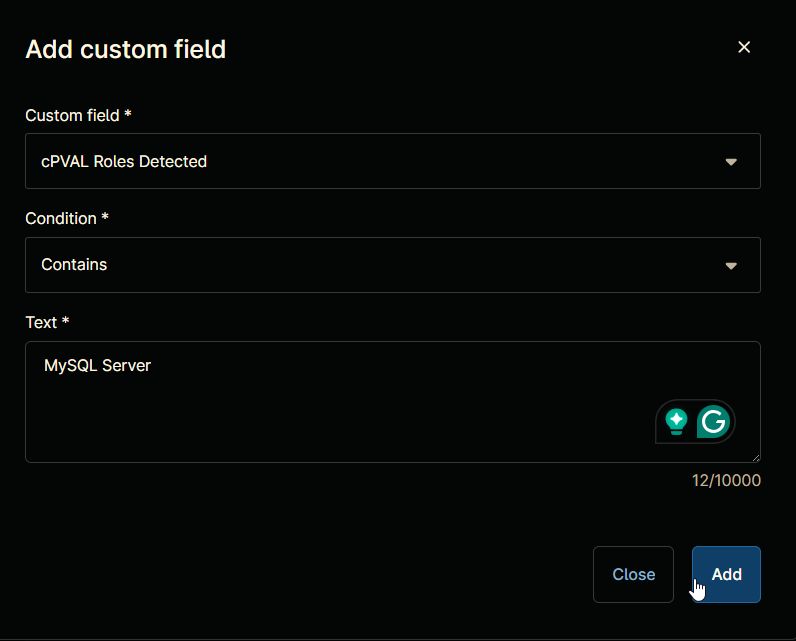 Add custom field
Custom field *
cPVAL Roles Detected
Condition *
Contains
Text *
MySQL Server
12/10000
Close
Add